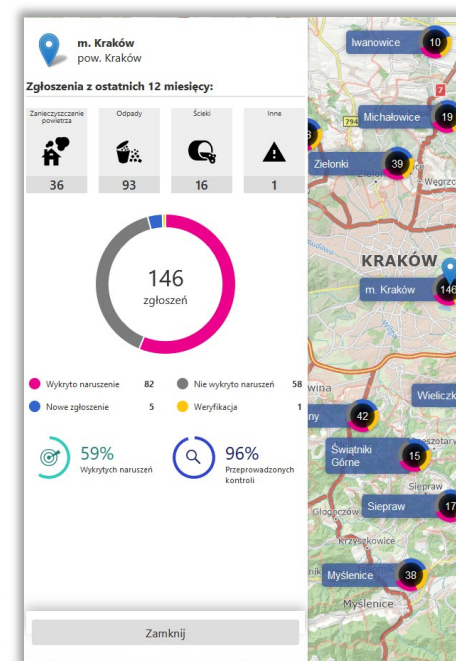 m. Kraków
pow. Kraków
Zgłoszenia z ostatnich 12 miesięcy:
Zanieczyszczenie powietrza
Odpady
Ścieki
Inne
36
93
16
1
146
zgłoszeń
Wykryto naruszenie 82
Nie wykryto naruszeń 58
Nowe zgłoszenie 5
Weryfikacja 1
59%
Wykrytych naruszeń
96%
Przeprowadzonych
kontroli
Zamknij
Iwanowice 10
7
794
Michałowice 19
Zielonki 39
KRAKÓW
m. Kraków 146
Wieliczk
42
Świątniki
Górne 15
Siepraw
Siepraw 17
Krzyszkowice
Myślenice 38
Myślenice